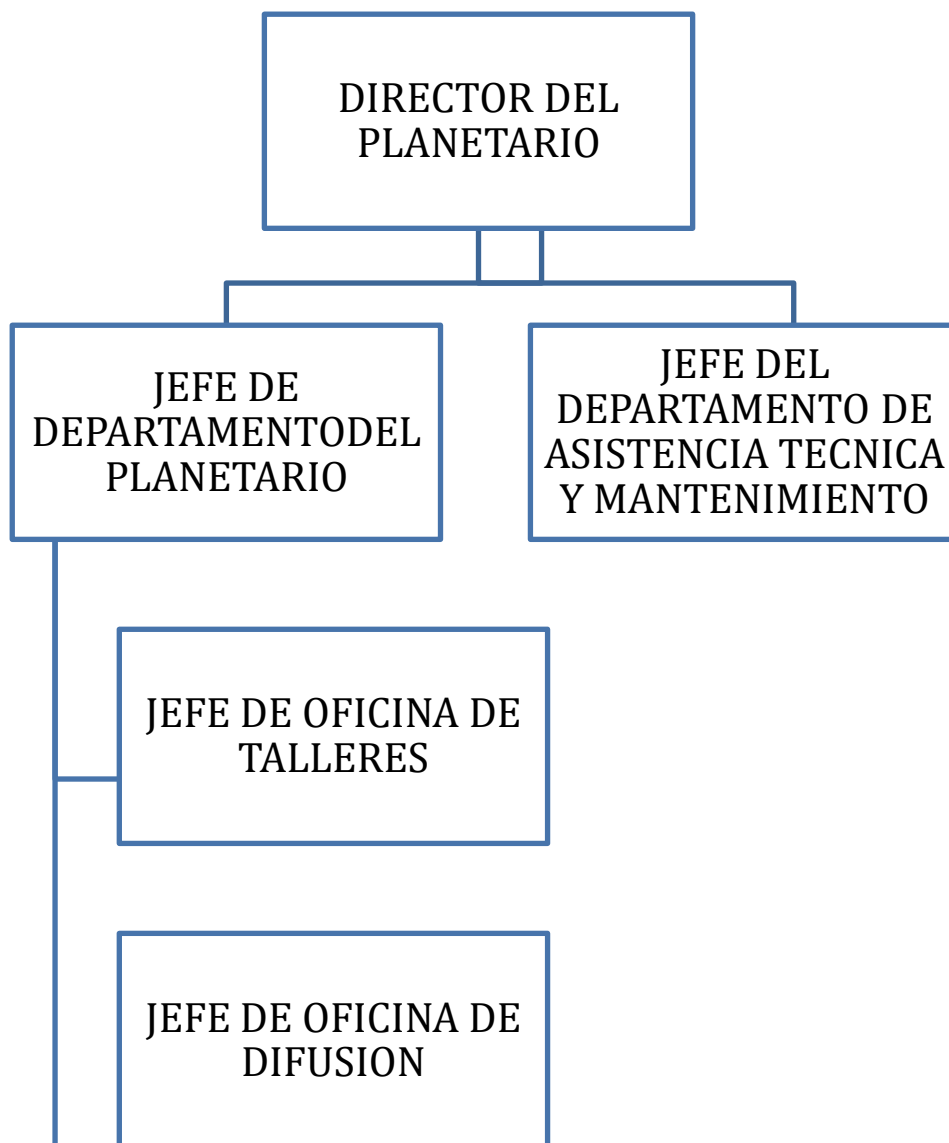 DIRECTOR DEL
PLANETARIO
JEFE DE
DEPARTAMENTODEL
PLANETARIO
JEFE DEL
DEPARTAMENTO DE
ASISTENCIA TECNICA
Y MANTENIMIENTO
JEFE DE OFICINA DE
TALLERES
JEFE DE OFICINA DE
DIFUSION